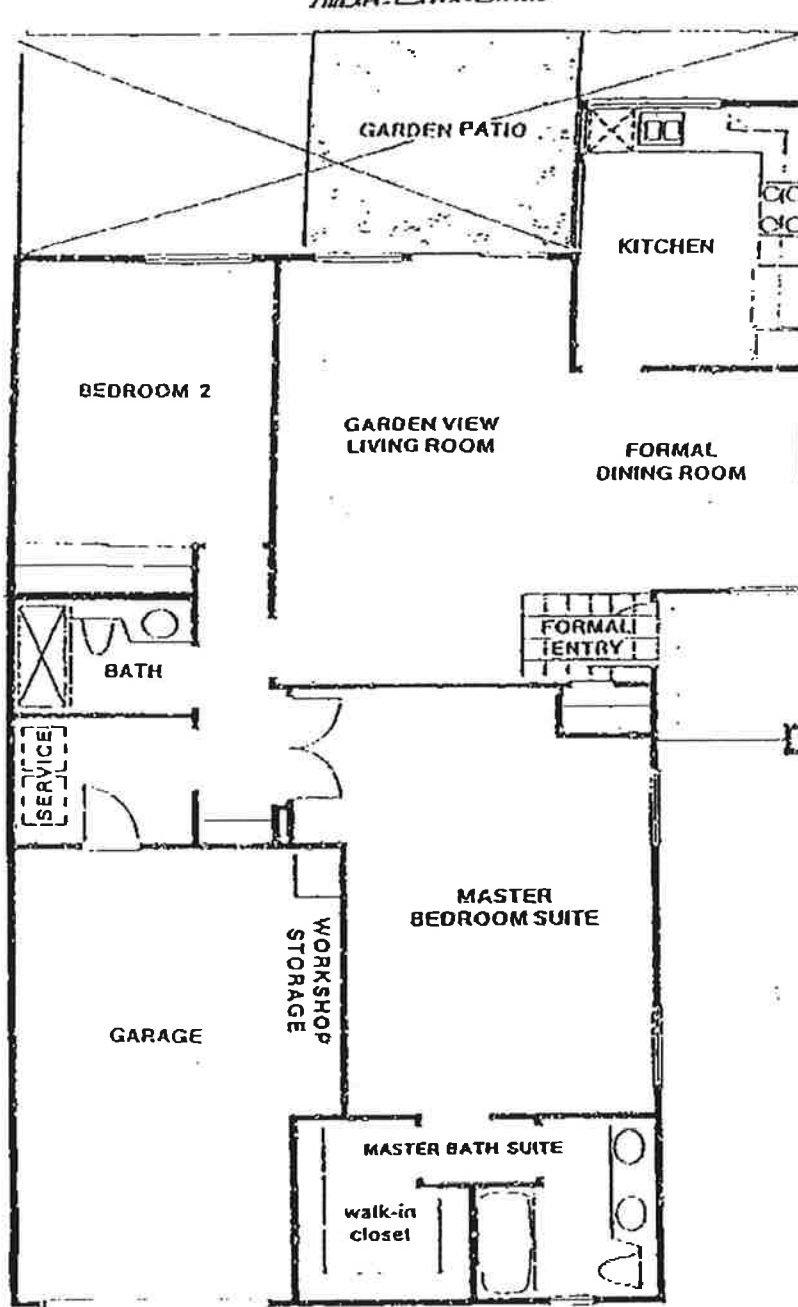 GARDEN PATIO
KITCHEN
BEDROOM 2
GARDEN VIEW
LIVING ROOM
FORMAL
DINING ROOM
FORMAL
ENTRY
BATH
SERVICE
MASTER
BEDROOM SUITE
WORKSHOP
STORAGE
GARAGE
MASTER BATH SUITE
walk-in
closet